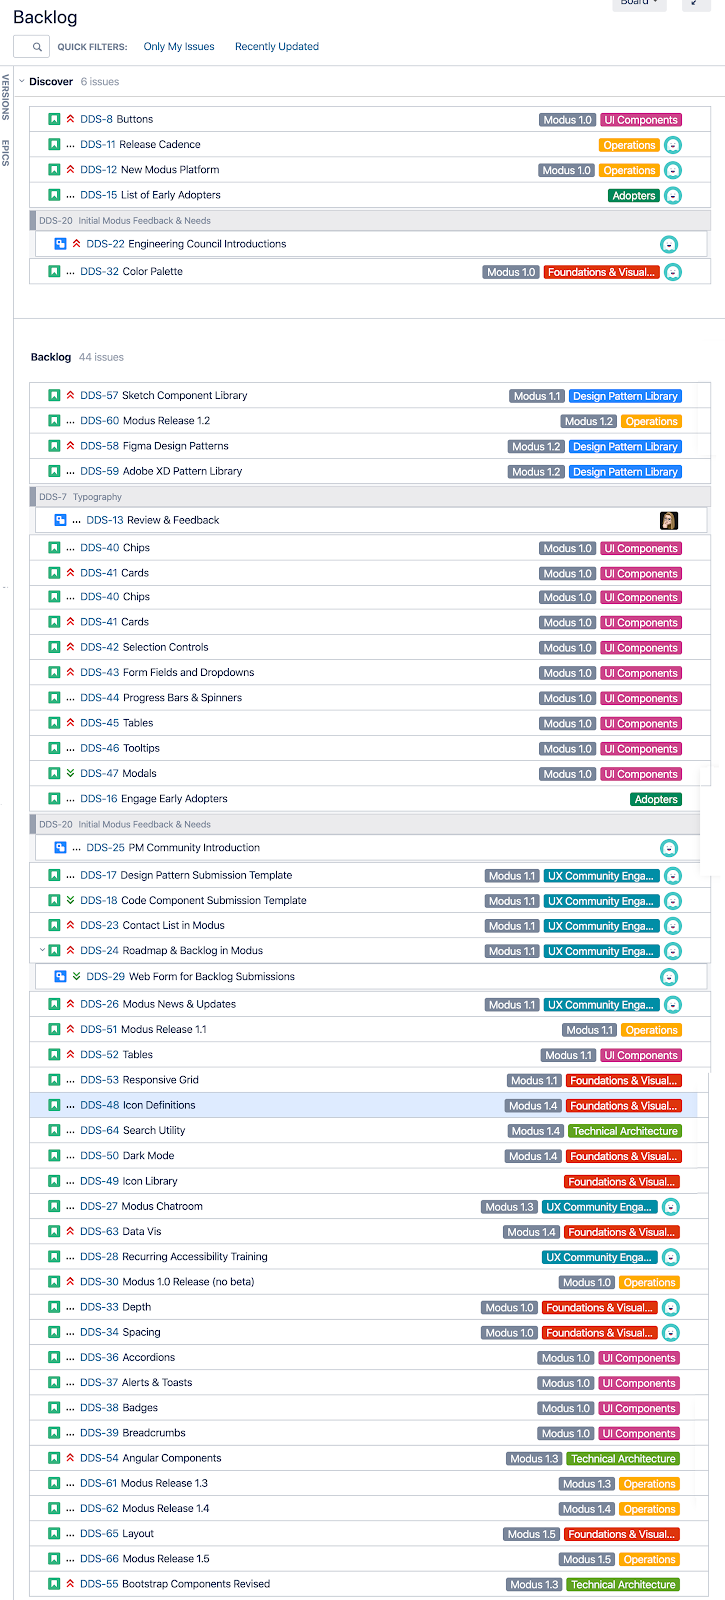 Board
Backlog
QUICK FILTERS: Only My Issues Recently Updated
VERSIONS
EPICS
Discover 6 issues
DDS-8 Buttons Modus 1.0 UI Components
... DDS-11 Release Cadence Operations
DDS-12 New Modus Platform Modus 1.0 Operations
... DDS-15 List of Early Adopters Adopters
DDS-20 Initial Modus Feedback & Needs
DDS-22 Engineering Council Introductions
... DDS-32 Color Palette Modus 1.0 Foundations & Visual...
Backlog 44 issues
DDS-57 Sketch Component Library Modus 1.1 Design Pattern Library
... DDS-60 Modus Release 1.2 Modus 1.2 Operations
DDS-58 Figma Design Patterns Modus 1.2 Design Pattern Library
... DDS-59 Adobe XD Pattern Library Modus 1.2 Design Pattern Library
DDS-7 Typography
... DDS-13 Review & Feedback
... DDS-40 Chips Modus 1.0 UI Components
DDS-41 Cards Modus 1.0 UI Components
... DDS-40 Chips Modus 1.0 UI Components
DDS-41 Cards Modus 1.0 UI Components
DDS-42 Selection Controls Modus 1.0 UI Components
DDS-43 Form Fields and Dropdowns Modus 1.0 UI Components
... DDS-44 Progress Bars & Spinners Modus 1.0 UI Components
DDS-45 Tables Modus 1.0 UI Components
... DDS-46 Tooltips Modus 1.0 UI Components
DDS-47 Modals Modus 1.0 UI Components
... DDS-16 Engage Early Adopters Adopters
DDS-20 Initial Modus Feedback & Needs
... DDS-25 PM Community Introduction
... DDS-17 Design Pattern Submission Template Modus 1.1 UX Community Enga...
DDS-18 Code Component Submission Template Modus 1.1 UX Community Enga...
DDS-23 Contact List in Modus Modus 1.1 UX Community Enga...
DDS-24 Roadmap & Backlog in Modus Modus 1.1 UX Community Enga...
DDS-29 Web Form for Backlog Submissions
DDS-26 Modus News & Updates Modus 1.1 UX Community Enga...
... DDS-51 Modus Release 1.1 Modus 1.1 Operations
DDS-52 Tables Modus 1.1 UI Components
... DDS-53 Responsive Grid Modus 1.1 Foundations & Visual...
... DDS-48 Icon Definitions Modus 1.4 Foundations & Visual...
... DDS-64 Search Utility Modus 1.4 Technical Architecture
... DDS-50 Dark Mode Modus 1.4 Foundations & Visual...
... DDS-49 Icon Library Foundations & Visual...
... DDS-27 Modus Chatroom Modus 1.3 UX Community Enga...
DDS-63 Data Vis Modus 1.4 Foundations & Visual...
... DDS-28 Recurring Accessibility Training UX Community Enga...
DDS-30 Modus 1.0 Release (no beta) Modus 1.0 Operations
... DDS-33 Depth Modus 1.0 Foundations & Visual...
... DDS-34 Spacing Modus 1.0 Foundations & Visual...
... DDS-36 Accordions Modus 1.0 UI Components
... DDS-37 Alerts & Toasts Modus 1.0 UI Components
... DDS-38 Badges Modus 1.0 UI Components
... DDS-39 Breadcrumbs Modus 1.0 UI Components
DDS-54 Angular Components Modus 1.3 Technical Architecture
... DDS-61 Modus Release 1.3 Modus 1.3 Operations
... DDS-62 Modus Release 1.4 Modus 1.4 Operations
... DDS-65 Layout Modus 1.5 Foundations & Visual...
... DDS-66 Modus Release 1.5 Modus 1.5 Operations
DDS-55 Bootstrap Components Revised Modus 1.3 Technical Architecture